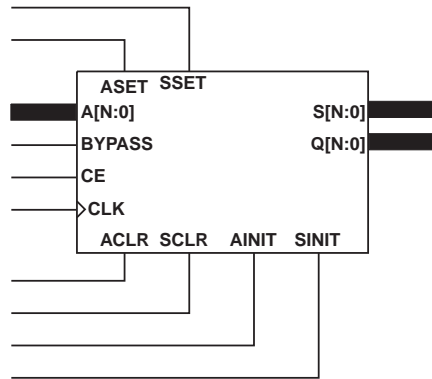 ASET SSET
A[N:0] S[N:0]
BYPASS Q[N:0]
CE
CLK
ACLR SCLR AINIT SINIT